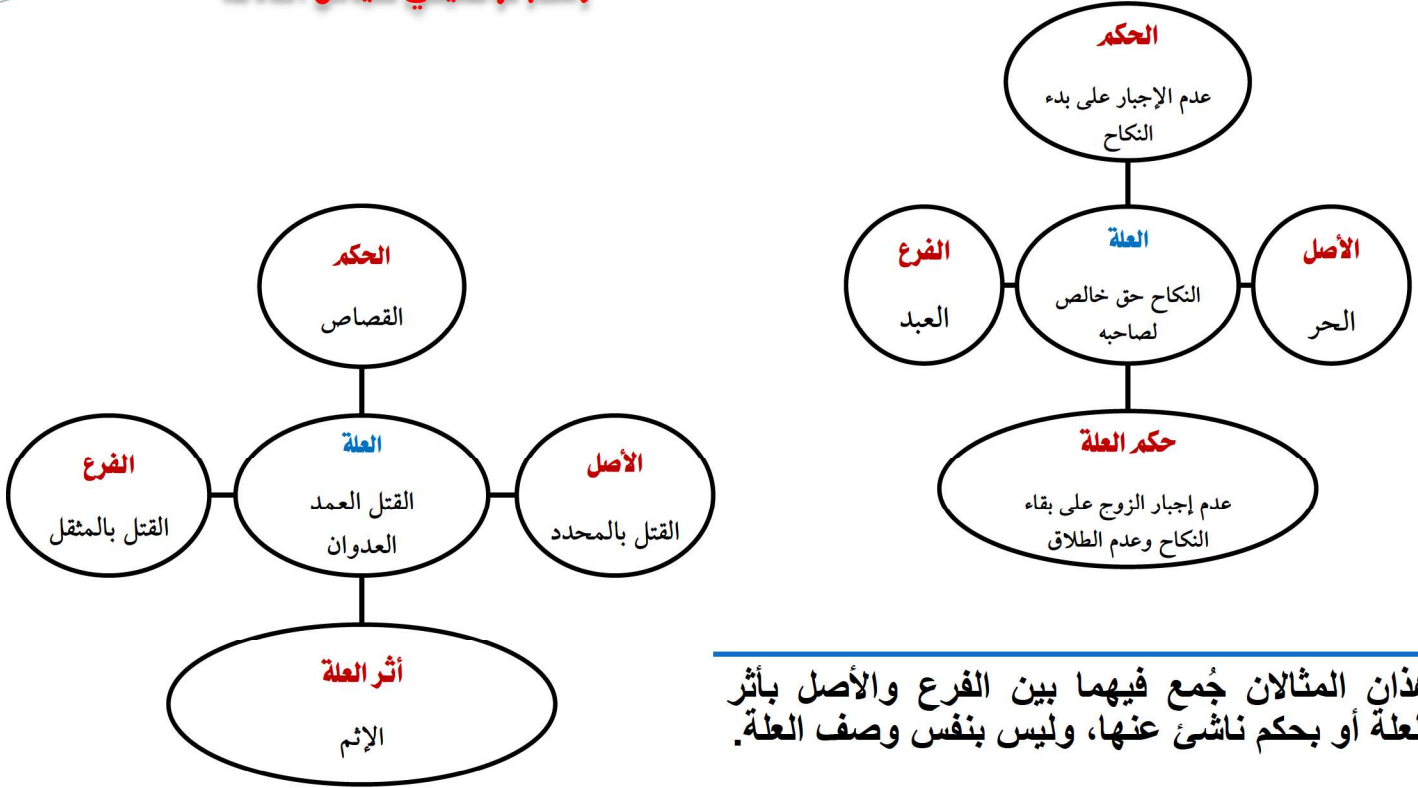 الحكم
عدم الإجبار على بدء
النكاح
الأصل
الحر
العلة
النكاح حق خالص
لصاحبه
الفرع
العبد
حكم العلة
عدم إجبار الزوج على بقاء
النكاح وعدم الطلاق
الحكم
القصاص
الأصل
القتل بالمحدد
العلة
القتل العمد
العدوان
الفرع
القتل بالمثقل
أثر العلة
الإثم
هذان المثالان جُمع فيهما بين الفرع والأصل بأثر
العلة أو بحكم ناشئ عنها، وليس بنفس وصف العلة.